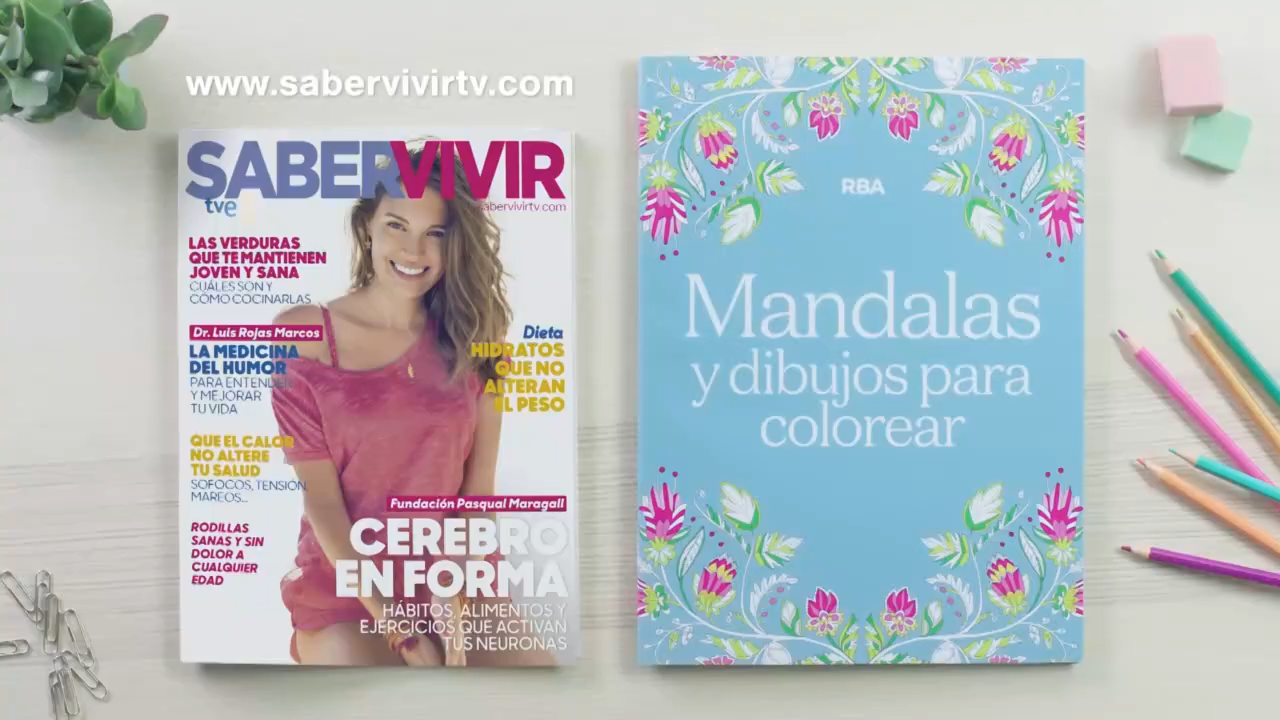 www.sabervivirtv.com
SABERVIVIR
tve
sabervivirtv.com
LAS VERDURAS
QUE TE MANTIENEN
JOVEN Y SANA
CUÁLES SON Y
CÓMO COCINARLAS
Dr. Luis Rojas Marcos
LA MEDICINA
DEL HUMOR
PARA ENTENDER
Y MEJORAR
TU VIDA
QUE EL CALOR
NO ALTERE
TU SALUD
SOFOCOS, TENSIÓN,
MAREOS...
RODILLAS
SANAS Y SIN
DOLOR A
CUALQUIER
EDAD
Dieta
HIDRATOS
QUE NO
ALTERAN
EL PESO
Fundación Pasqual Maragall
CEREBRO
EN FORMA
HÁBITOS, ALIMENTOS Y
EJERCICIOS QUE ACTIVAN
TUS NEURONAS
RBA
Mandalas
y dibujos para
colorear